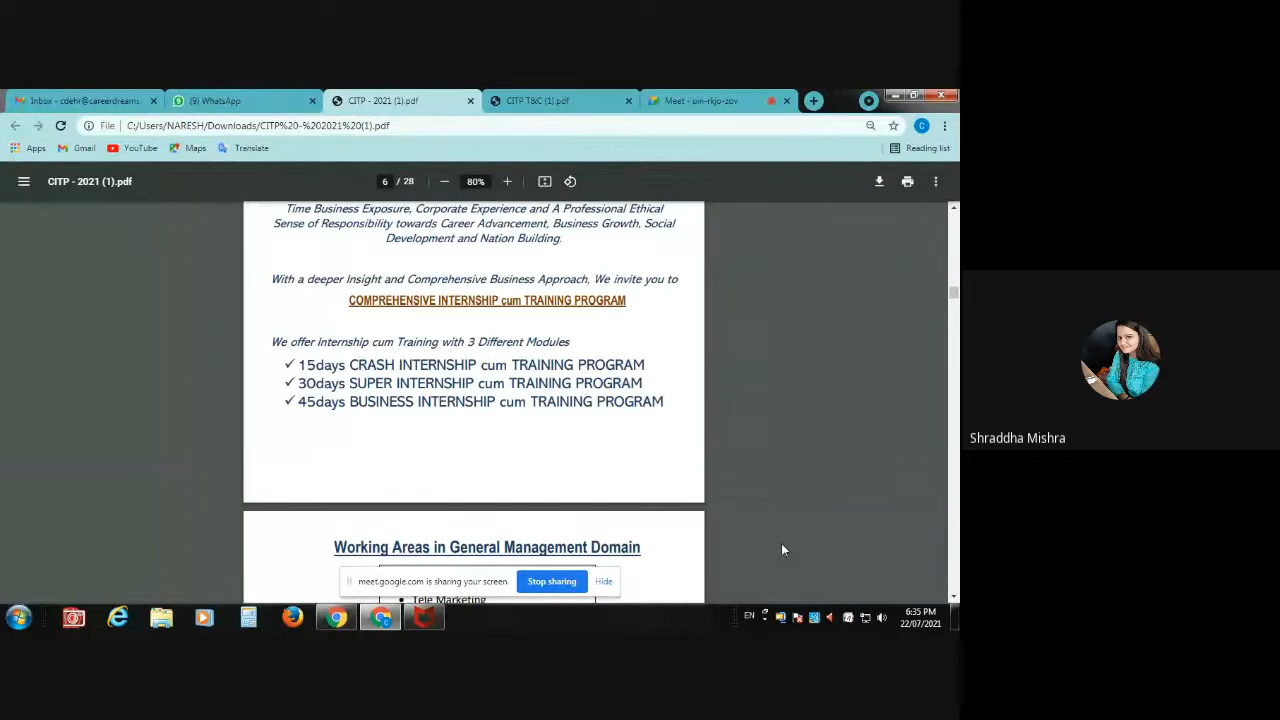 Inbox - cdehr@careerdreams.
(9) WhatsApp
CITP - 2021 (1).pdf
CITP T&C (1).pdf
Meet - uin-rkjo-zov
File
C:/Users/NARESH/Downloads/CITP%20-%202021%20(1).pdf
C
Apps
Gmail
YouTube
Maps
Translate
Reading list
CITP - 2021 (1).pdf
6 / 28
80%
Time Business Exposure, Corporate Experience and A Professional Ethical
Sense of Responsibility towards Career Advancement, Business Growth, Social
Development and Nation Building.
With a deeper Insight and Comprehensive Business Approach, We invite you to
COMPREHENSIVE INTERNSHIP cum TRAINING PROGRAM
We offer Internship cum Training with 3 Different Modules
✓ 15days CRASH INTERNSHIP cum TRAINING PROGRAM
✓ 30days SUPER INTERNSHIP cum TRAINING PROGRAM
✓ 45days BUSINESS INTERNSHIP cum TRAINING PROGRAM
Shraddha Mishra
Working Areas in General Management Domain
meet.google.com is sharing your screen.
Stop sharing
Hide
• Tele Marketing
EN
6:35 PM
22/07/2021